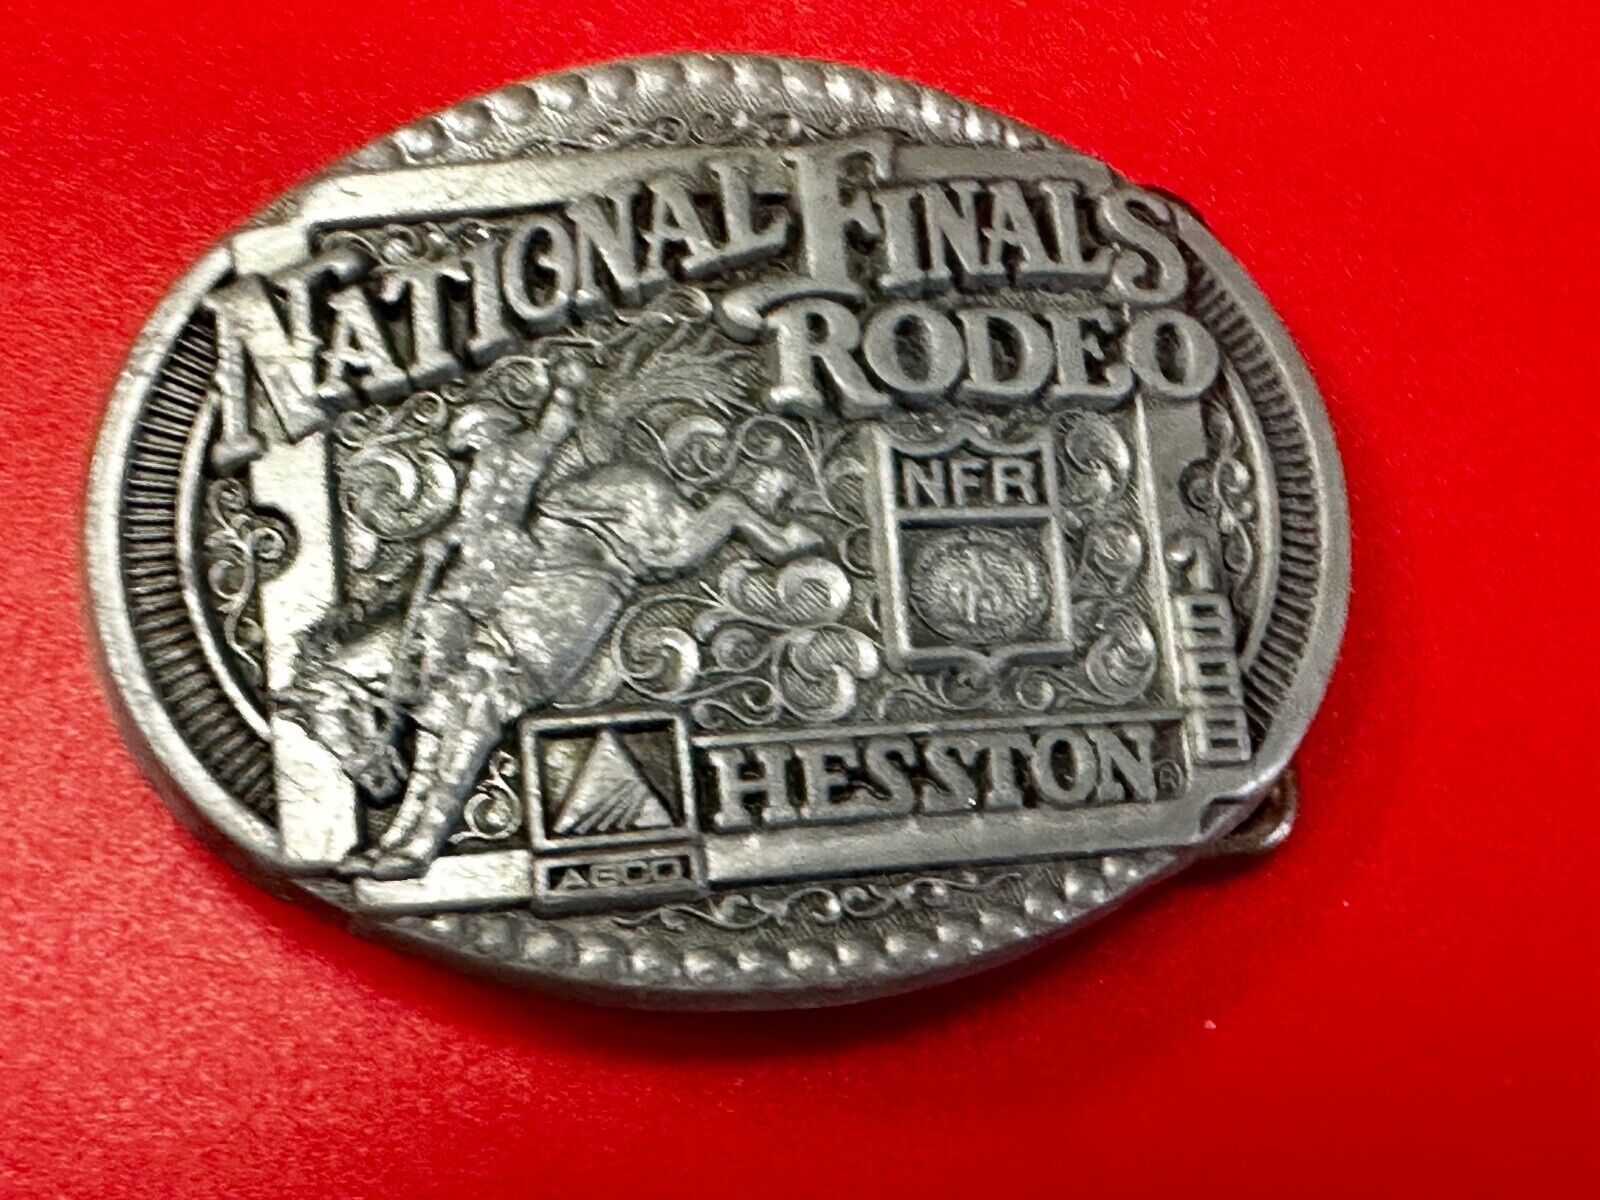 NATIONAL FINALS
RODEO
NFR
HESSTON®
AGCO